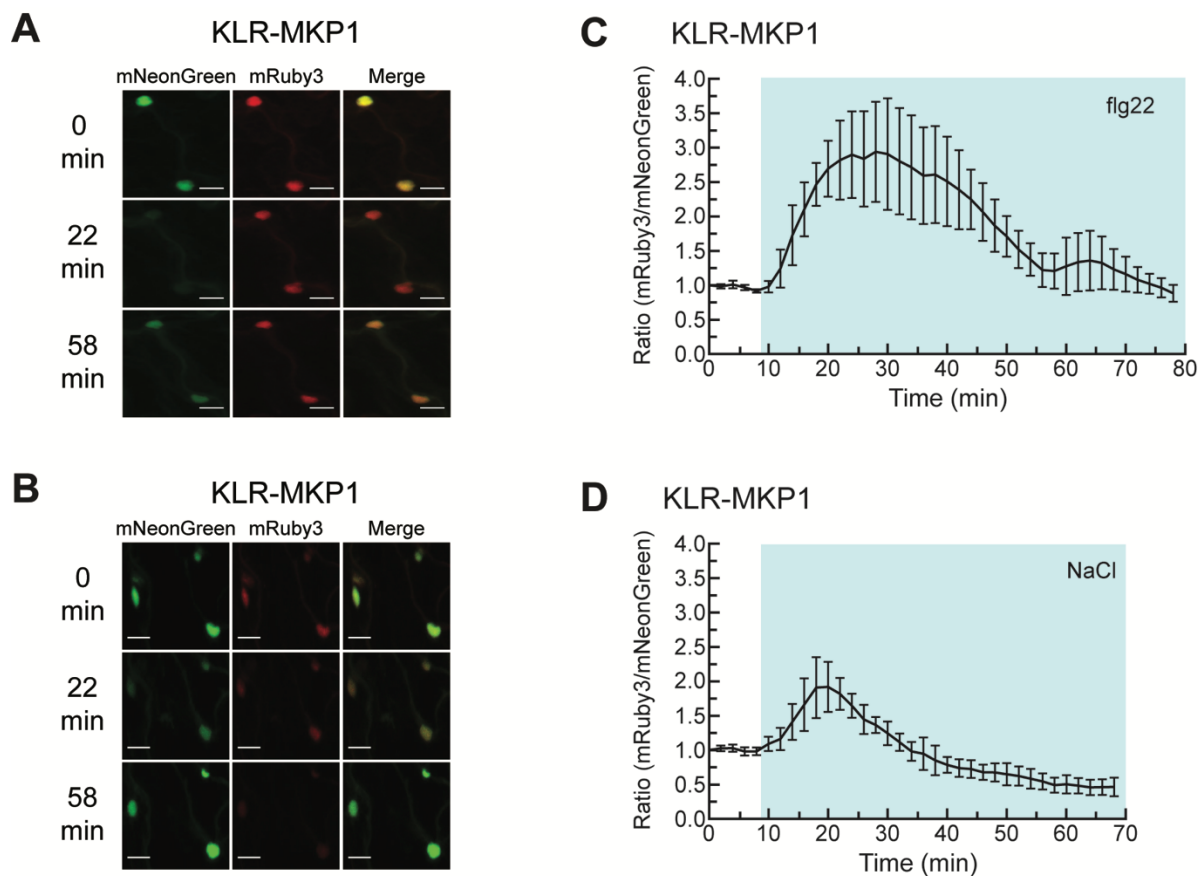 A
KLR-MKP1
mNeonGreen mRuby3 Merge
0
min
22
min
58
min
B
KLR-MKP1
mNeonGreen mRuby3 Merge
0
min
22
min
58
min
C
KLR-MKP1
Ratio (mRuby3/mNeonGreen)
4.0
3.5
3.0
2.5
2.0
1.5
1.0
0.5
0.0
flg22
0 10 20 30 40 50 60 70 80
Time (min)
D
KLR-MKP1
Ratio (mRuby3/mNeonGreen)
4.0
3.5
3.0
2.5
2.0
1.5
1.0
0.5
0.0
NaCl
0 10 20 30 40 50 60 70
Time (min)